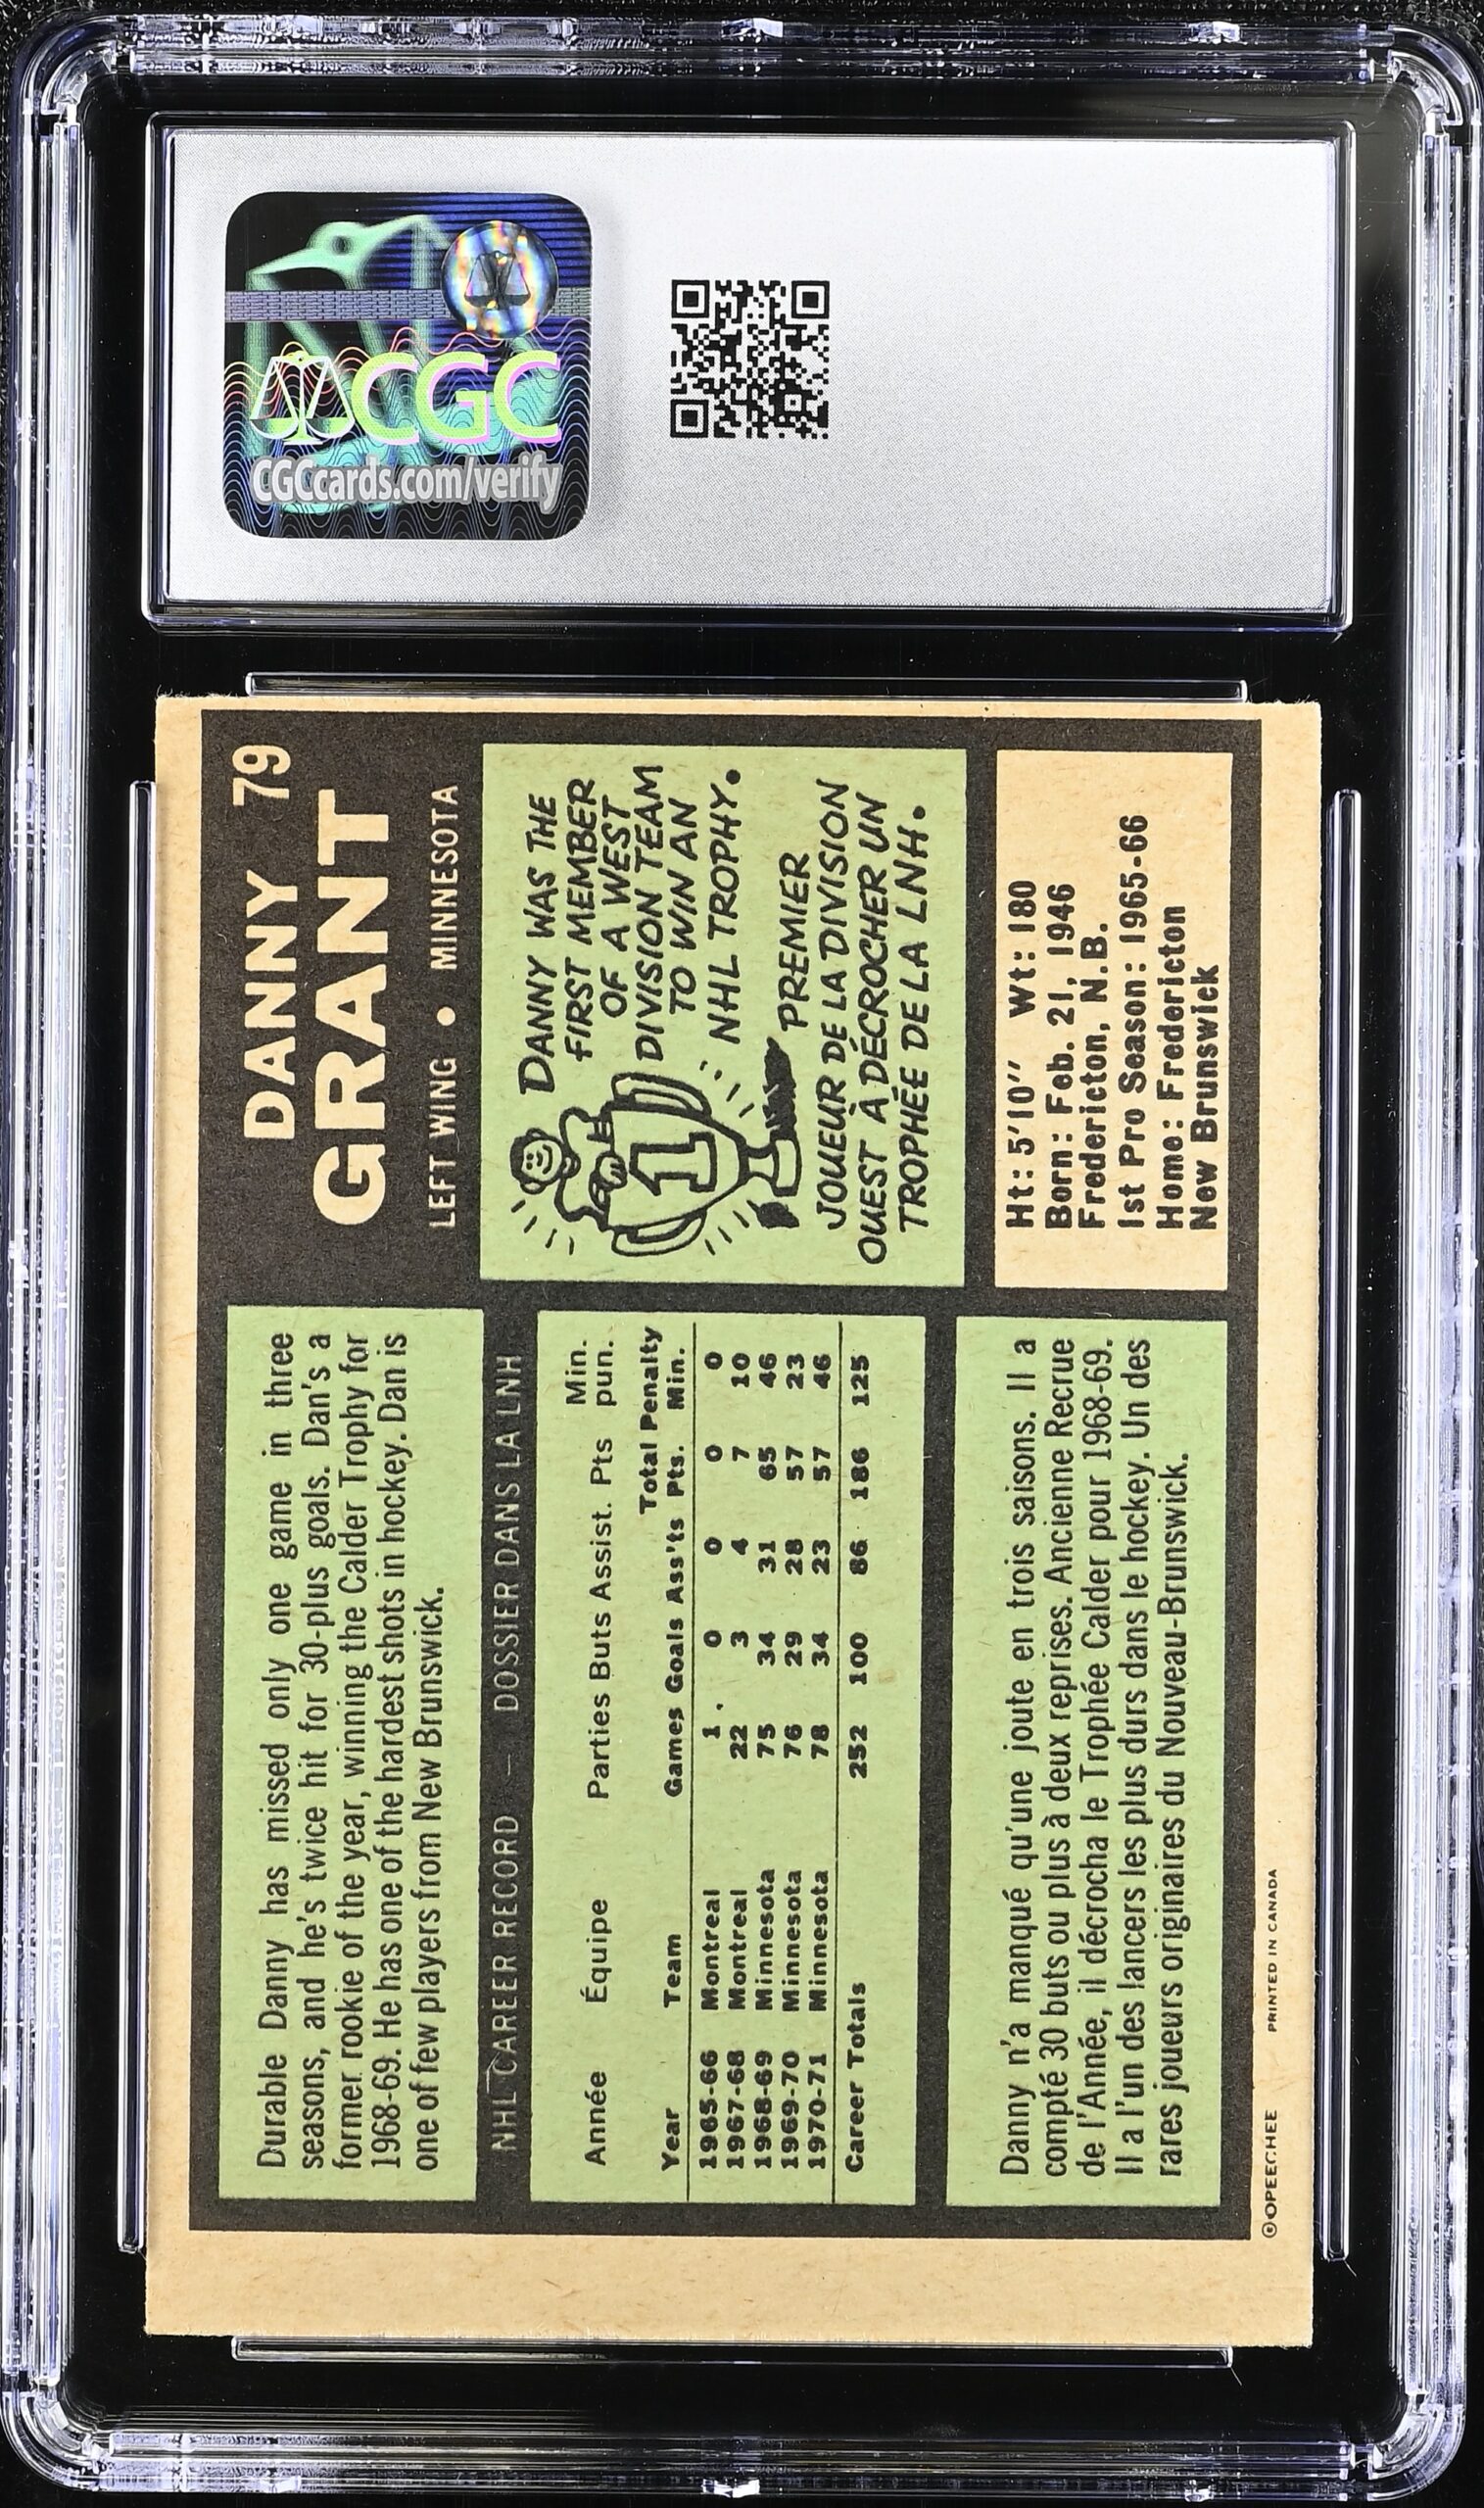 CGC
CGCcards.com/verify
DANNY 79
GRANT
LEFT WING • MINNESOTA
Durable Danny has missed only one game in three
seasons, and he's twice hit for 30-plus goals. Dan's a
former rookie of the year, winning the Calder Trophy for
1968-69. He has one of the hardest shots in hockey. Dan is
one of few players from New Brunswick.
DANNY WAS THE
FIRST MEMBER
OF A WEST
DIVISION TEAM
TO WIN AN
NHL TROPHY.
1
PREMIER
JOUEUR DE LA DIVISION
OUEST À DÉCROCHER UN
TROPHÉE DE LA LNH.
NHL CAREER RECORD — DOSSIER DANS LA LNH
Année Équipe Parties Buts Assist. Pts Min. pun.
Year Team Games Goals Ass'ts Total Pts. Penalty Min.
1965-66 Montreal 1 0 0 0 0
1967-68 Montreal 22 3 4 7 10
1968-69 Minnesota 75 34 31 65 46
1969-70 Minnesota 76 29 28 57 23
1970-71 Minnesota 78 34 23 57 46
Career Totals 252 100 86 186 125
Ht: 5'10" Wt: 180
Born: Feb. 21, 1946
Fredericton, N.B.
1st Pro Season: 1965-66
Home: Fredericton
New Brunswick
Danny n'a manqué qu'une joute en trois saisons. Il a
compté 30 buts ou plus à deux reprises. Ancienne Recrue
de l'Année, il décrocha le Trophée Calder pour 1968-69.
Il a l'un des lancers les plus durs dans le hockey. Un des
rares joueurs originaires du Nouveau-Brunswick.
©OPEECHEE PRINTED IN CANADA